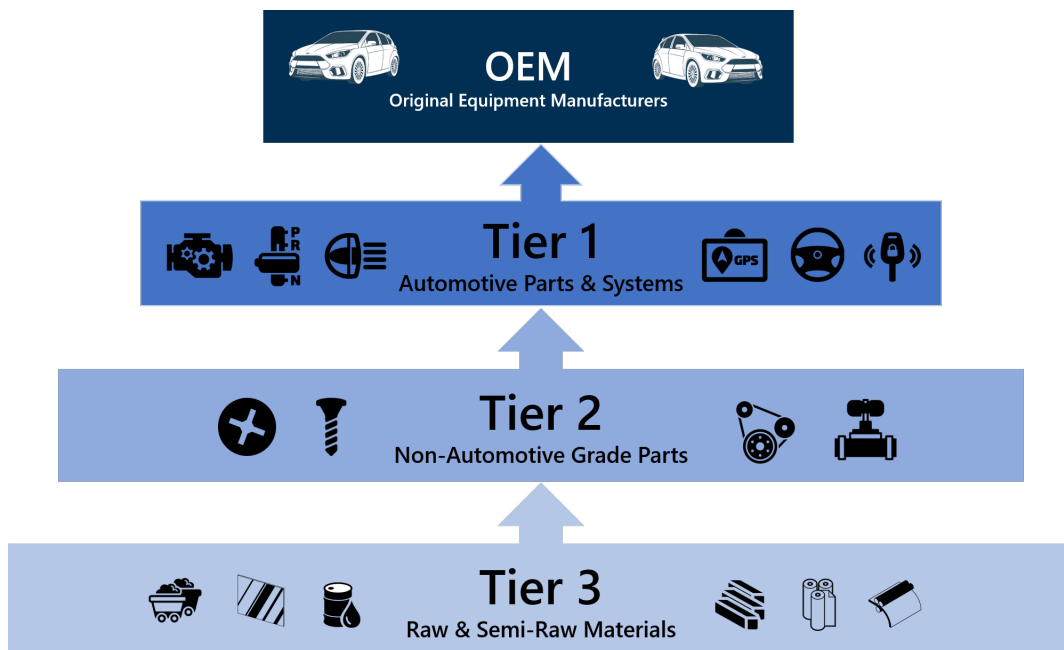 OEM
Original Equipment Manufacturers
P
R
N
Tier 1
GPS
Automotive Parts & Systems
Tier 2
Non-Automotive Grade Parts
Tier 3
Raw & Semi-Raw Materials